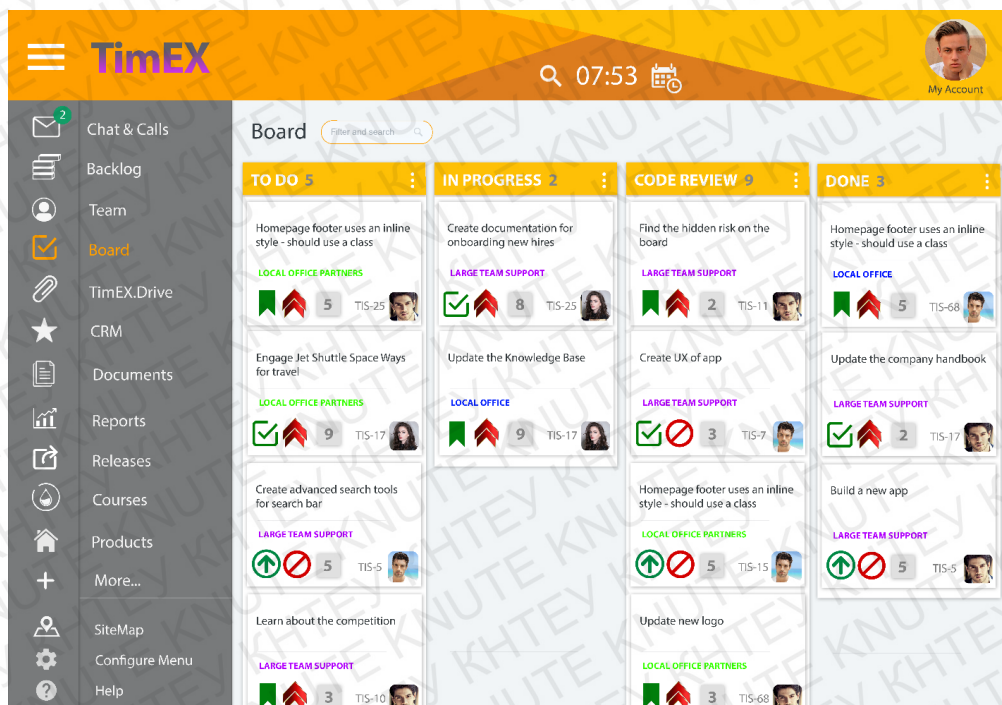 TimEX
07:53
My Account
2
Chat & Calls
Backlog
Team
Board
TimEX.Drive
CRM
Documents
Reports
Releases
Courses
Products
More...
SiteMap
Configure Menu
Help
Board
Filter and search
TO DO 5
Homepage footer uses an inline
style - should use a class
LOCAL OFFICE PARTNERS
5 TIS-25
Engage Jet Shuttle Space Ways
for travel
LOCAL OFFICE PARTNERS
9 TIS-17
Create advanced search tools
for search bar
LARGE TEAM SUPPORT
5 TIS-5
Learn about the competition
LARGE TEAM SUPPORT
3 TIS-10
IN PROGRESS 2
Create documentation for
onboarding new hires
LARGE TEAM SUPPORT
8 TIS-25
Update the Knowledge Base
LOCAL OFFICE
9 TIS-17
CODE REVIEW 9
Find the hidden risk on the
board
LARGE TEAM SUPPORT
2 TIS-11
Create UX of app
LARGE TEAM SUPPORT
3 TIS-7
Homepage footer uses an inline
style - should use a class
LOCAL OFFICE PARTNERS
5 TIS-15
Update new logo
LOCAL OFFICE PARTNERS
3 TIS-68
DONE 3
Homepage footer uses an inline
style - should use a class
LOCAL OFFICE
5 TIS-68
Update the company handbook
LARGE TEAM SUPPORT
2 TIS-17
Build a new app
LARGE TEAM SUPPORT
5 TIS-5
KNUTE KHTEY